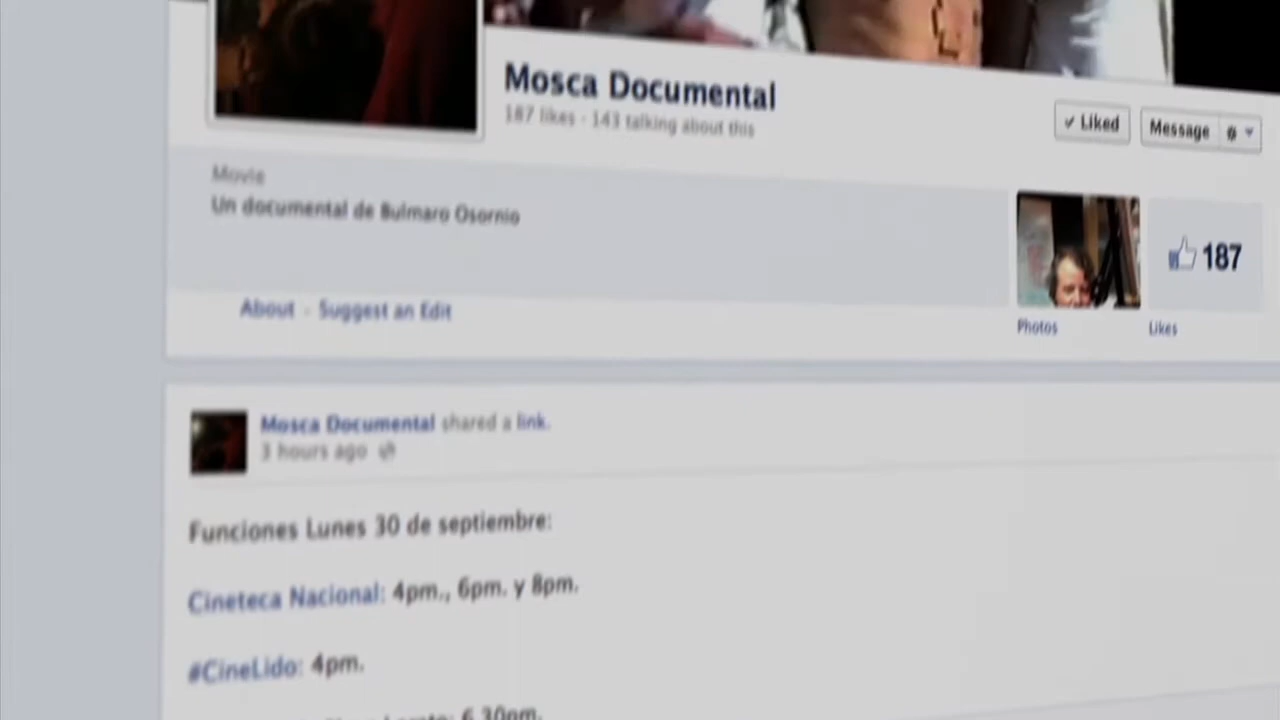 Mosca Documental
187 likes · 143 talking about this
✓ Liked
Message
Movie
Un documental de Bulmaro Osornio
187
About · Suggest an Edit
Photos
Likes
Mosca Documental shared a link.
3 hours ago
Funciones Lunes 30 de septiembre:
Cineteca Nacional: 4pm., 6pm. y 8pm.
#CineLido: 4pm.
6.30pm.